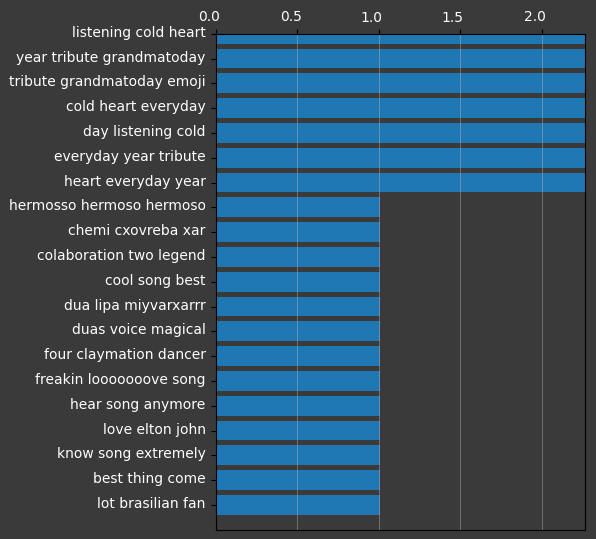 0.0 0.5 1.0 1.5 2.0
listening cold heart
year tribute grandmatoday
tribute grandmatoday emoji
cold heart everyday
day listening cold
everyday year tribute
heart everyday year
hermosso hermoso hermoso
chemi cxovreba xar
colaboration two legend
cool song best
dua lipa miyvarxarrr
duas voice magical
four claymation dancer
freakin looooooove song
hear song anymore
love elton john
know song extremely
best thing come
lot brasilian fan